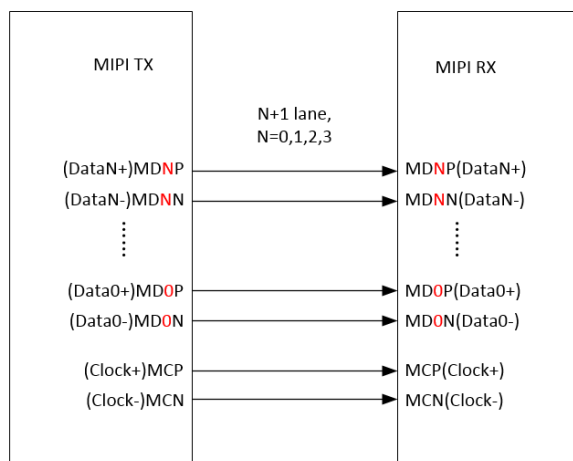 MIPI TX
MIPI RX
N+1 lane,
N=0,1,2,3
(DataN+)MDNP
MDNP(DataN+)
(DataN-)MDNN
MDNN(DataN-)
(Data0+)MD0P
MD0P(Data0+)
(Data0-)MD0N
MD0N(Data0-)
(Clock+)MCP
MCP(Clock+)
(Clock-)MCN
MCN(Clock-)